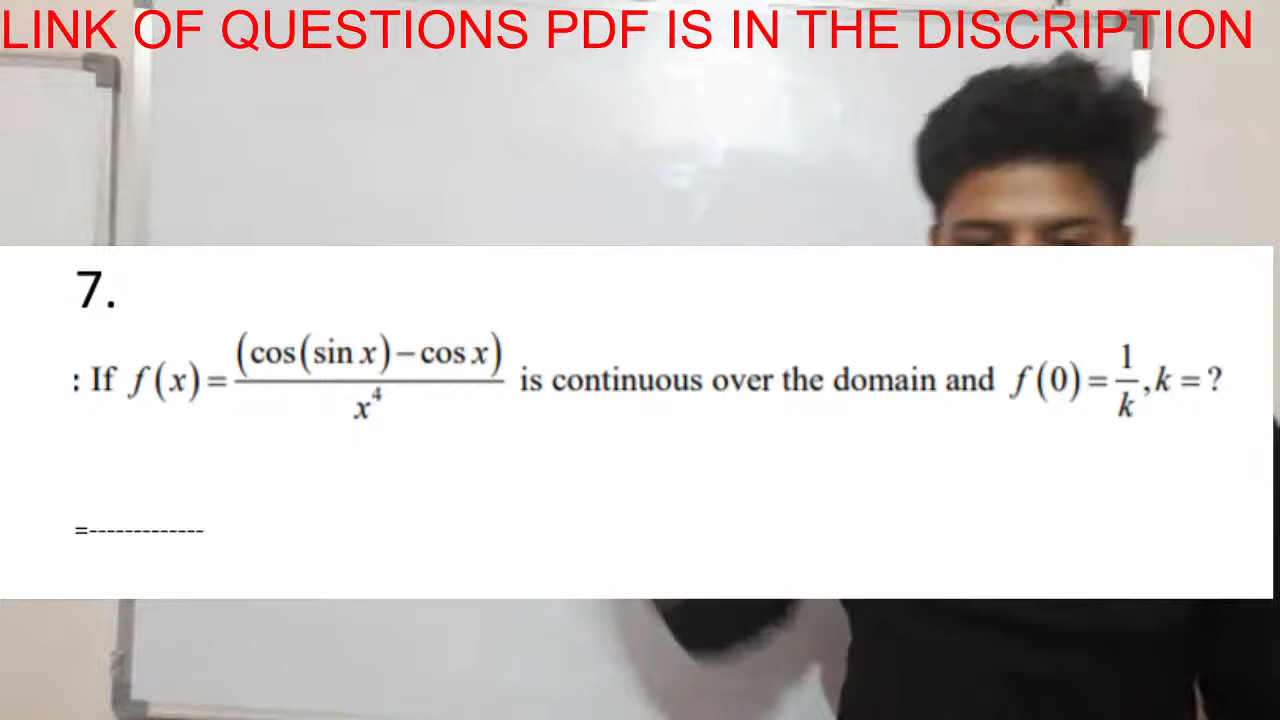 LINK OF QUESTIONS PDF IS IN THE DISCRIPTION
7.
: If f(x) = (cos(sin x) − cos x) / x⁴ is continuous over the domain and f(0) = 1/k, k = ?
=-------------